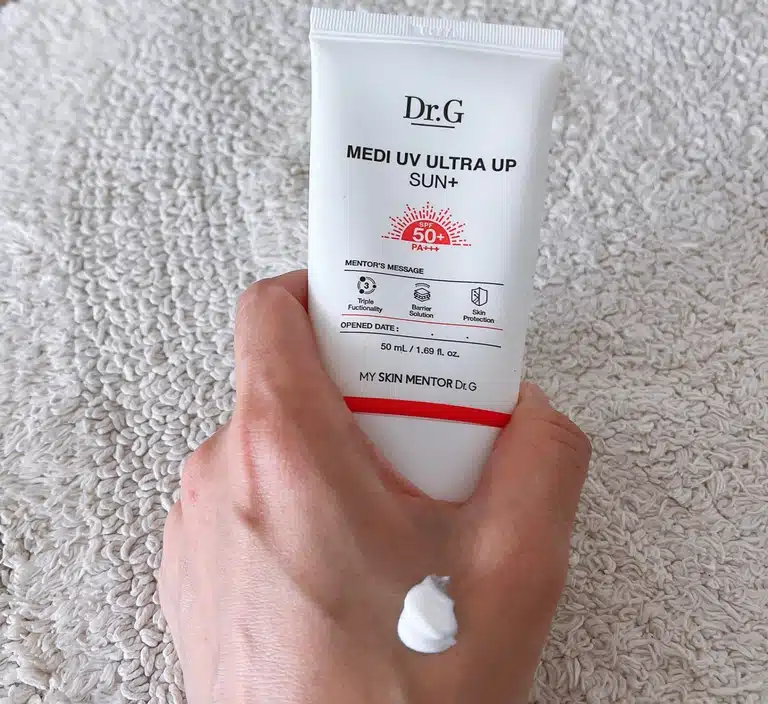 Dr.G
MEDI UV ULTRA UP
SUN+
SPF
50+
PA+++
MENTOR'S MESSAGE
3
Triple
Fuctionality
Barrier
Solution
Skin
Protection
OPENED DATE : . .
50 mL / 1.69 fl. oz.
MY SKIN MENTOR Dr.G